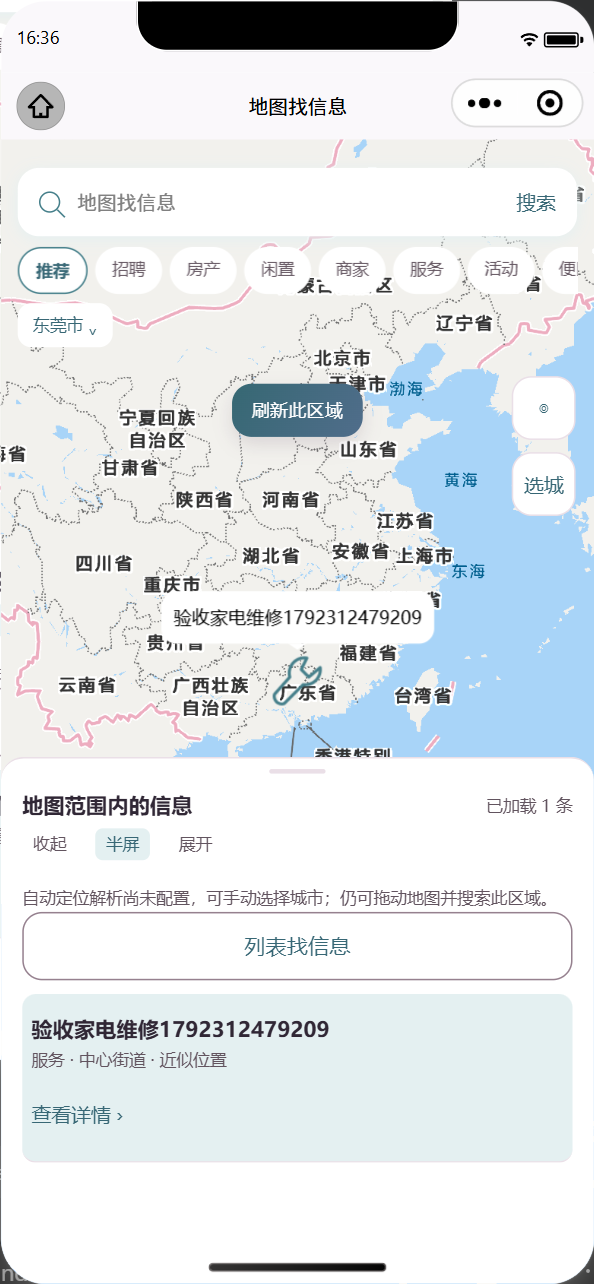 16:36
地图找信息
地图找信息 搜索
推荐 招聘 房产 闲置 商家 服务 活动
东莞市
辽宁省
北京市
天津市 渤海
刷新此区域
宁夏回族
自治区
山东省
甘肃省
黄海
选城
陕西省 河南省
江苏省
湖北省 安徽省 上海市
四川省
东海
重庆市
验收家电维修1792312479209
贵州省
福建省
云南省 广西壮族
自治区
广东省 台湾省
香港特别
地图范围内的信息 已加载 1 条
收起 半屏 展开
自动定位解析尚未配置，可手动选择城市；仍可拖动地图并搜索此区域。
列表找信息
验收家电维修1792312479209
服务 · 中心街道 · 近似位置
查看详情 ›